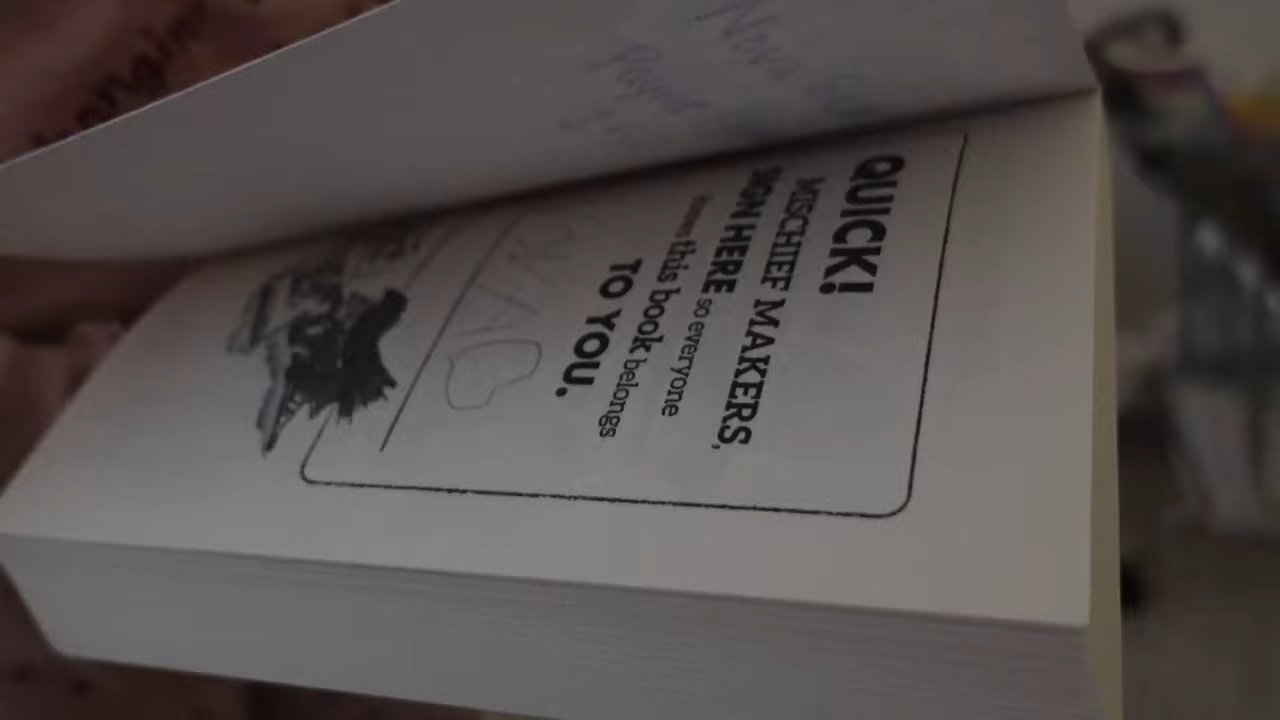 QUICK!
MISCHIEF MAKERS,
SIGN HERE so everyone
knows this book belongs
TO YOU.